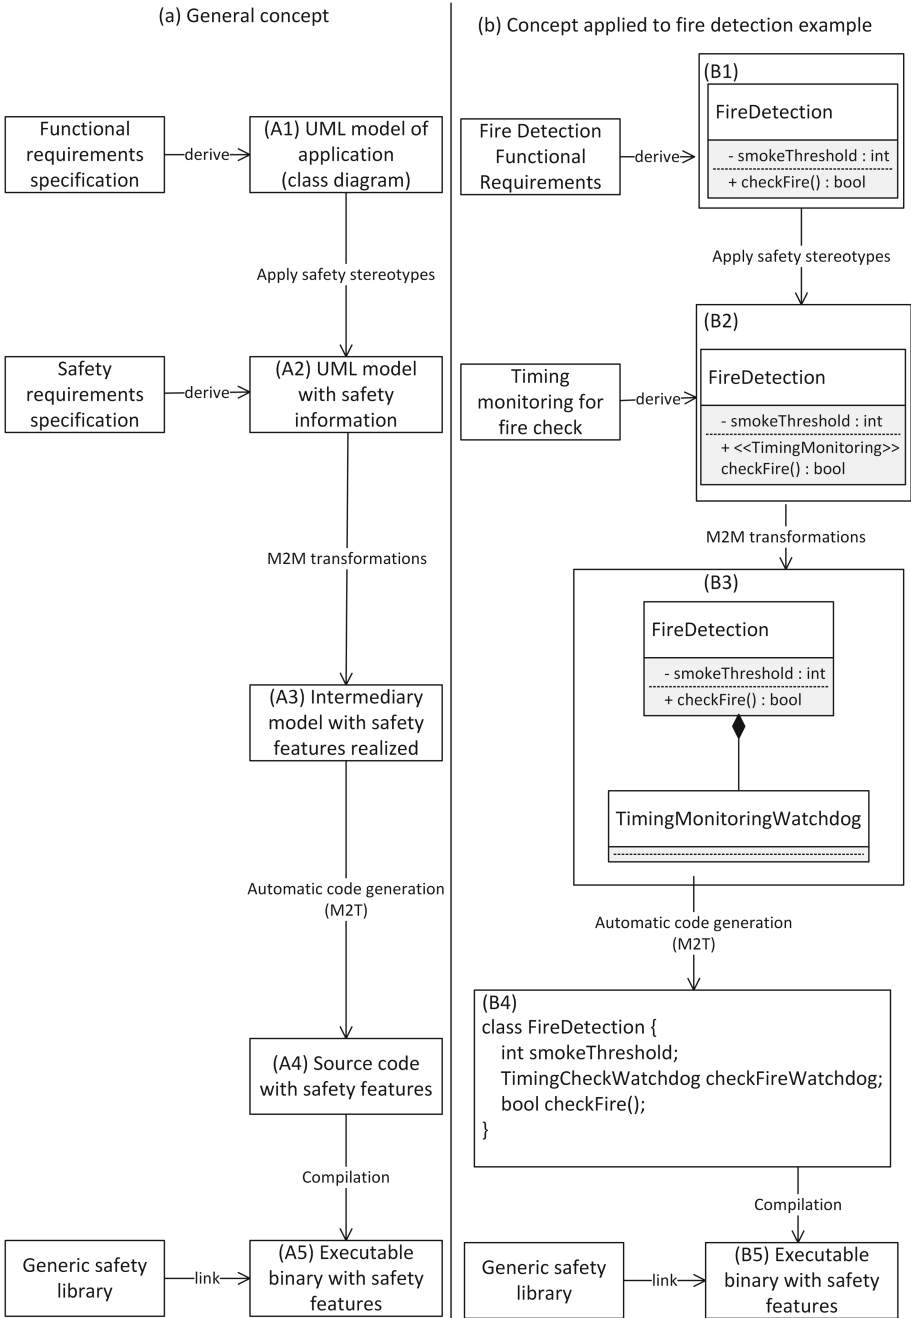 (a) General concept
Functional
requirements
specification
derive
(A1) UML model of
application
(class diagram)
Apply safety stereotypes
Safety
requirements
specification
derive
(A2) UML model
with safety
information
M2M transformations
(A3) Intermediary
model with safety
features realized
Automatic code generation
(M2T)
(A4) Source code
with safety features
Compilation
Generic safety
library
link
(A5) Executable
binary with safety
features
(b) Concept applied to fire detection example
Fire Detection
Functional
Requirements
derive
(B1)
FireDetection
- smokeThreshold : int
+ checkFire() : bool
Apply safety stereotypes
Timing
monitoring for
fire check
derive
(B2)
FireDetection
- smokeThreshold : int
+ <<TimingMonitoring>>
checkFire() : bool
M2M transformations
(B3)
FireDetection
- smokeThreshold : int
+ checkFire() : bool
TimingMonitoringWatchdog
Automatic code generation
(M2T)
(B4)
class FireDetection {
int smokeThreshold;
TimingCheckWatchdog checkFireWatchdog;
bool checkFire();
}
Compilation
Generic safety
library
link
(B5) Executable
binary with safety
features